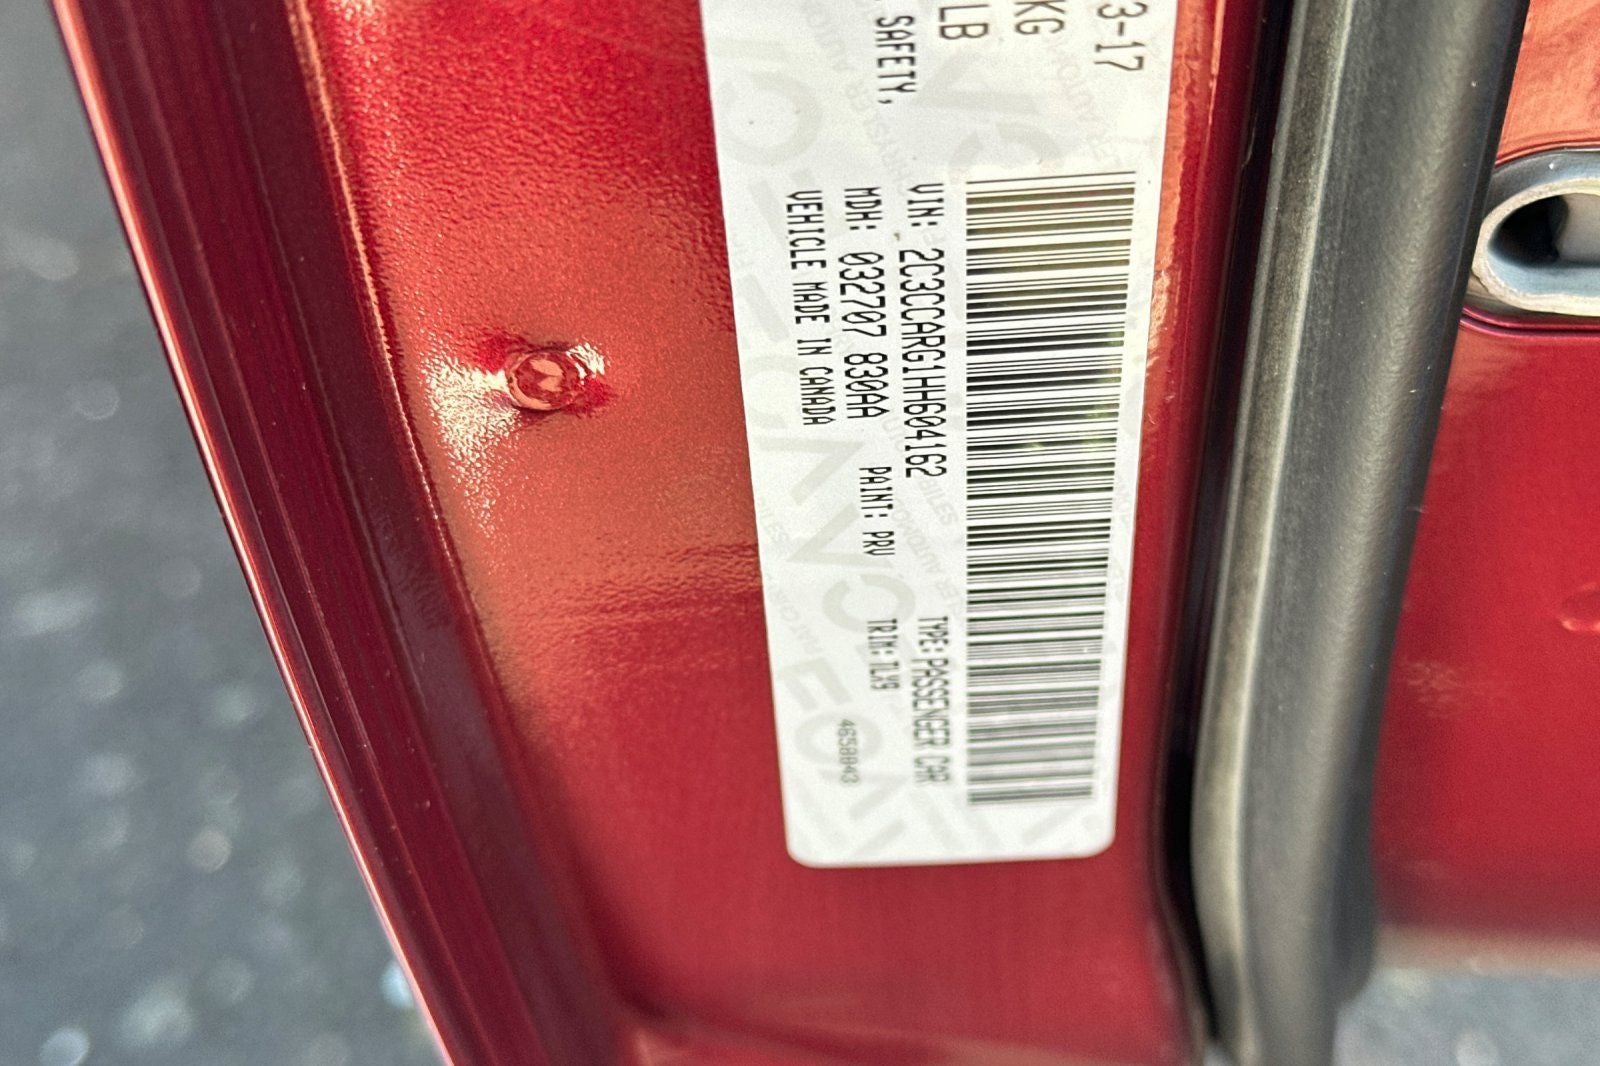 3-17
KG
LB
SAFETY,
VIN: 2C3CCARG1HH604162
TYPE: PASSENGER CAR
MDH: 032707 830AA
PAINT: PRV
TRIM: TLX9
VEHICLE MADE IN CANADA
4658043